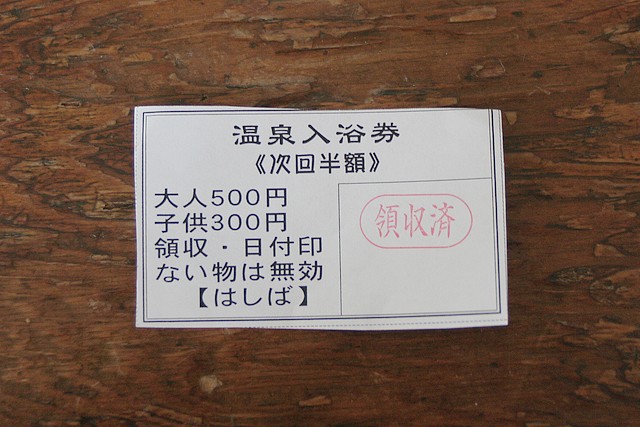 温泉入浴券
《次回半額》
大人500円
子供300円
領収・日付印
ない物は無効
【はしば】
領収済